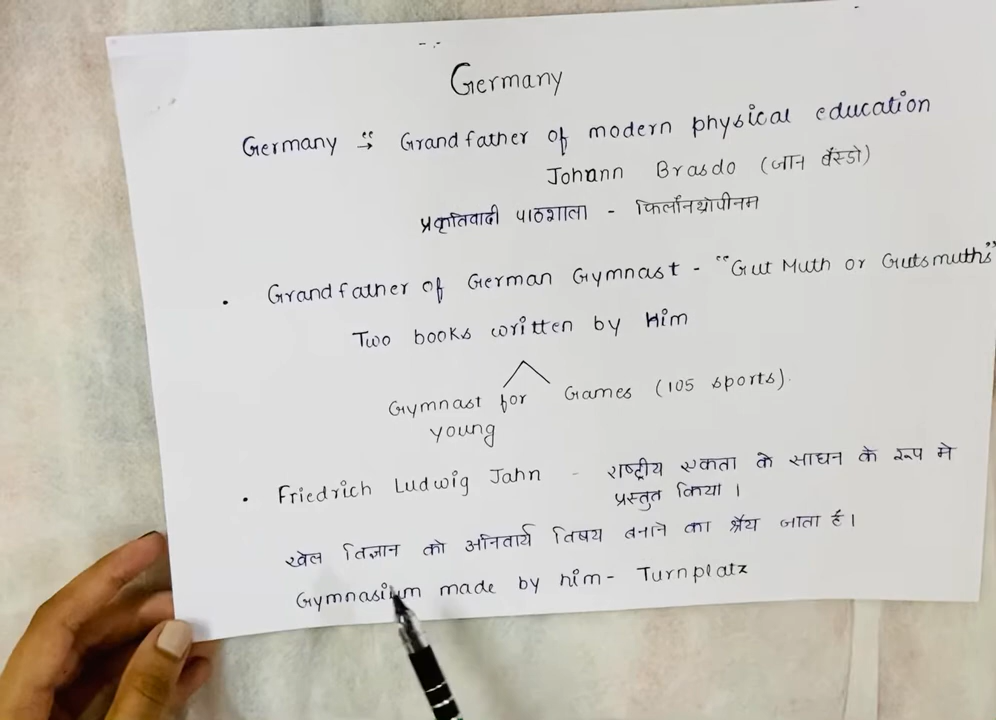 Germany
Germany → “ Grandfather of modern physical education
Johann Brasdo (जान बैस्डो)
प्रकृतिवादी पाठशाला - फिर्लानथ्रोपीनम
• Grandfather of German Gymnast - “Gut Muth or Gutsmuths”
Two books written by Him
Gymnast for young
Games (105 sports).
• Friedrich Ludwig Jahn - राष्ट्रीय एकता के साधन के रूप मे
प्रस्तुत किया।
खेल विज्ञान को अनिवार्य विषय बनाने का श्रैय जाता है।
Gymnasium made by him- Turnplatz